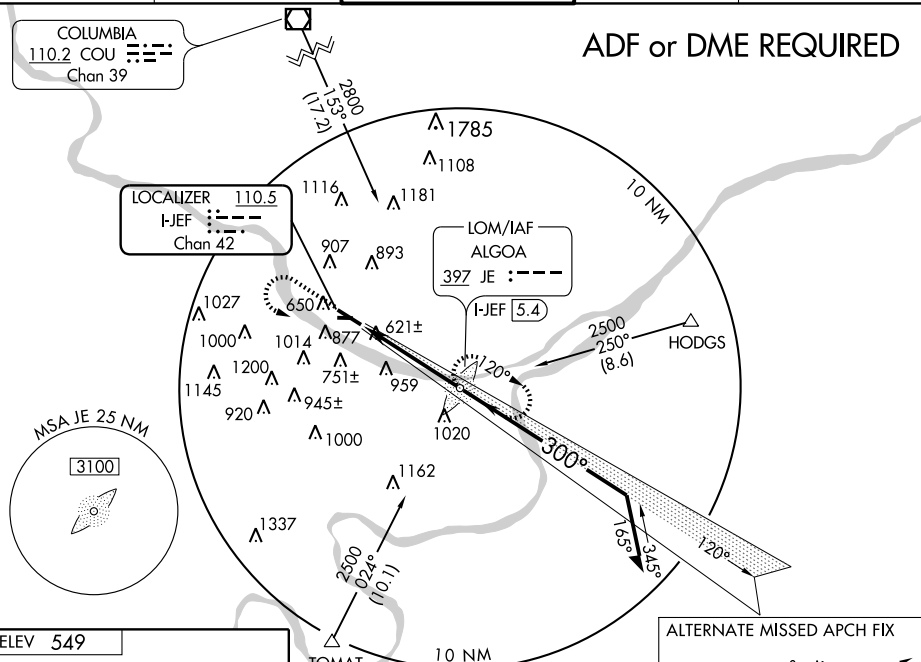 COLUMBIA
110.2 COU
Chan 39
ADF or DME REQUIRED
2800
153°
(17.2)
1785
1108
10 NM
1116
1181
LOCALIZER 110.5
I-JEF
Chan 42
LOM/IAF
ALGOA
397 JE
I-JEF 5.4
907
893
1027
650
1000
1014
877
621±
2500
250°
(8.6)
HODGS
120°
1145
1200
751±
959
920
945±
1020
1000
MSA JE 25 NM
3100
300°
1162
1337
165°
345°
120°
2500
024°
(10.1)
ELEV 549
TOMAT
10 NM
ALTERNATE MISSED APCH FIX